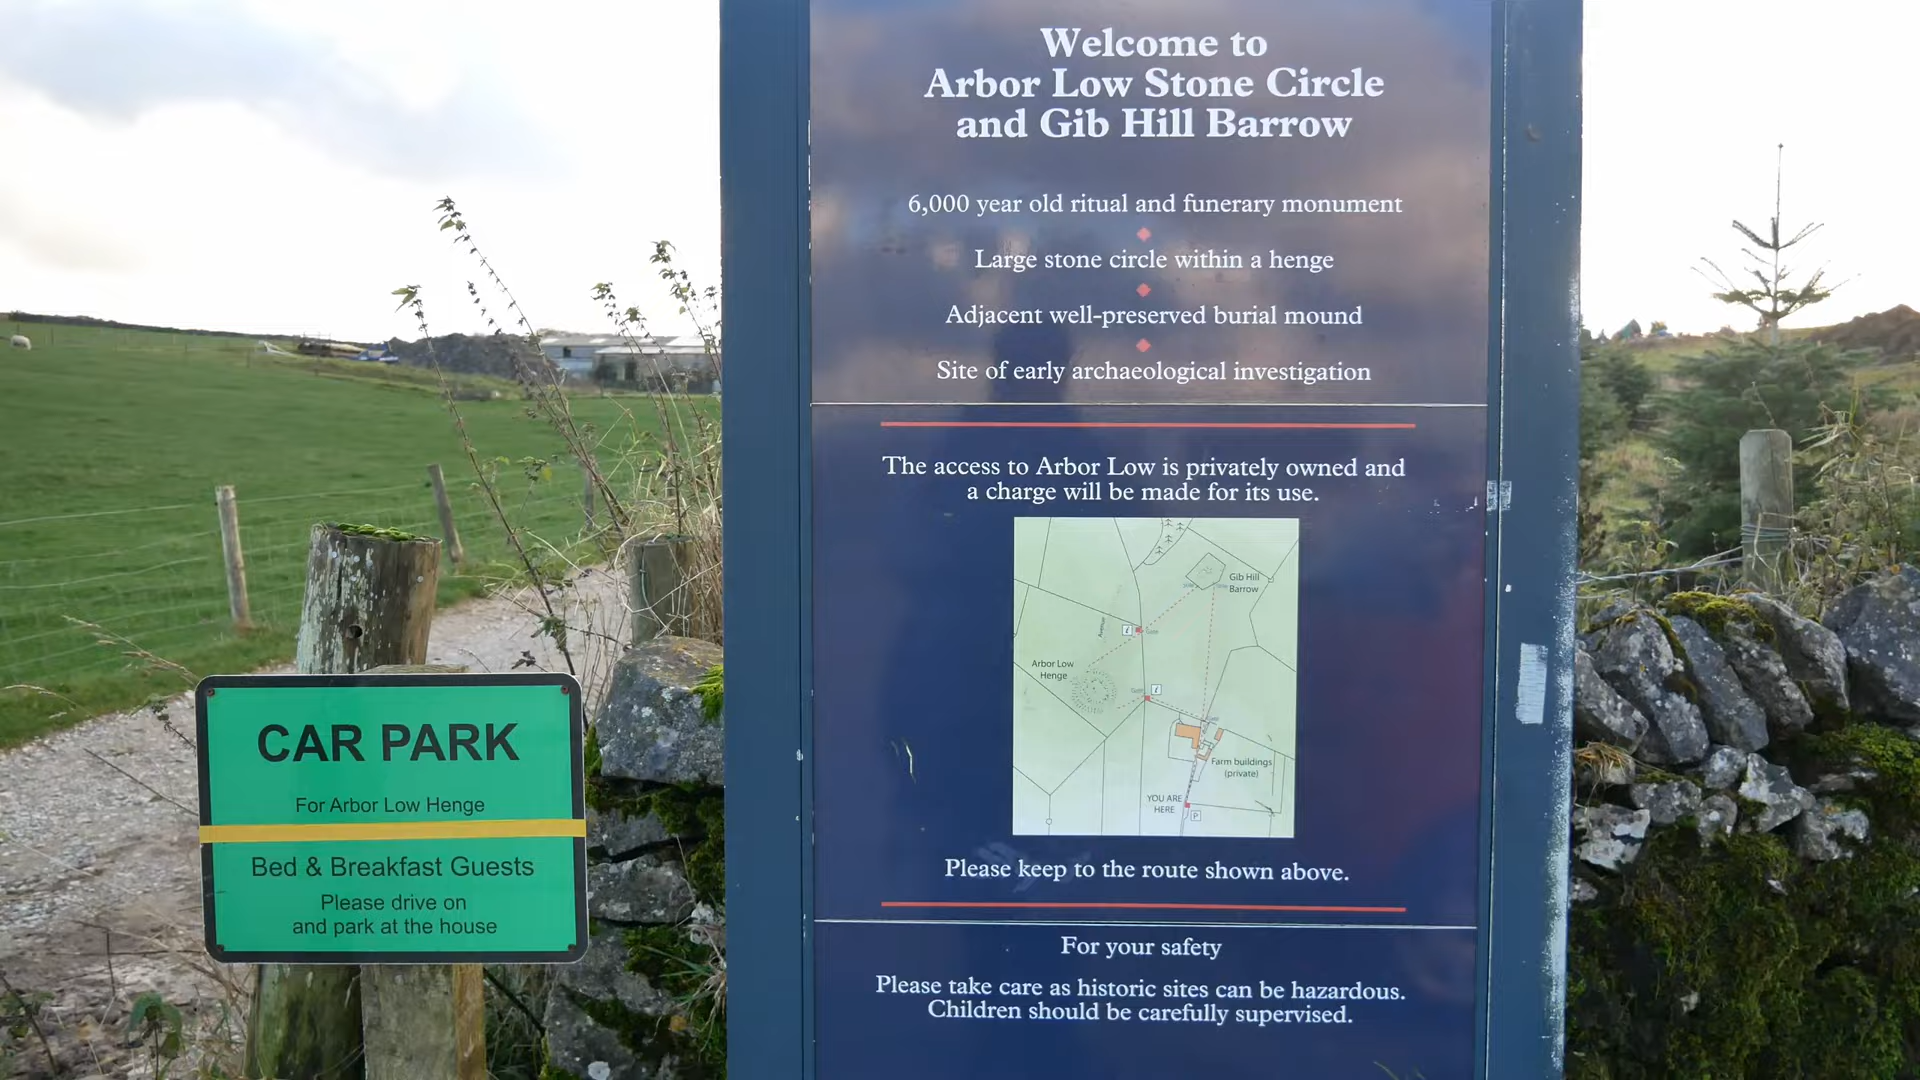 Welcome to
Arbor Low Stone Circle
and Gib Hill Barrow
6,000 year old ritual and funerary monument
Large stone circle within a henge
Adjacent well-preserved burial mound
Site of early archaeological investigation
The access to Arbor Low is privately owned and
a charge will be made for its use.
Gib Hill
Barrow
Avenue
i
Gate
Arbor Low
Henge
Gate
i
Farm buildings
(private)
YOU ARE
HERE
P
Please keep to the route shown above.
For your safety
Please take care as historic sites can be hazardous.
Children should be carefully supervised.
CAR PARK
For Arbor Low Henge
Bed & Breakfast Guests
Please drive on
and park at the house